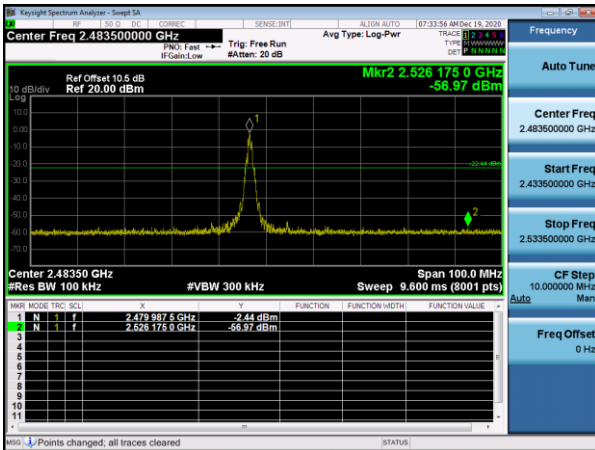 Keysight Spectrum Analyzer - Swept SA
RF 50 Ω DC CORREC SENSE:INT ALIGN AUTO 07:33:56 AM Dec 19, 2020
Center Freq 2.483500000 GHz
PNO: Fast Trig: Free Run
IFGain:Low #Atten: 20 dB
Avg Type: Log-Pwr
TRACE 1 2 3 4 5 6
TYPE M W W W W W
DET P N N N N N
Mkr2 2.526 175 0 GHz
-56.97 dBm
Ref Offset 10.5 dB
Ref 20.00 dBm
10 dB/div
Log
10.0
0.00
-10.0
-20.0
-30.0
-40.0
-50.0
-60.0
-70.0
1
-22.44 dBm
2
Center 2.48350 GHz Span 100.0 MHz
#Res BW 100 kHz #VBW 300 kHz Sweep 9.600 ms (8001 pts)
MKR MODE TRC SCL X Y FUNCTION FUNCTION WIDTH FUNCTION VALUE
1 N 1 f 2.479 987 5 GHz -2.44 dBm
2 N 1 f 2.526 175 0 GHz -56.97 dBm
3
4
5
6
7
8
9
10
11
MSG Points changed; all traces cleared STATUS
Frequency
Auto Tune
Center Freq
2.483500000 GHz
Start Freq
2.433500000 GHz
Stop Freq
2.533500000 GHz
CF Step
10.000000 MHz
Auto Man
Freq Offset
0 Hz